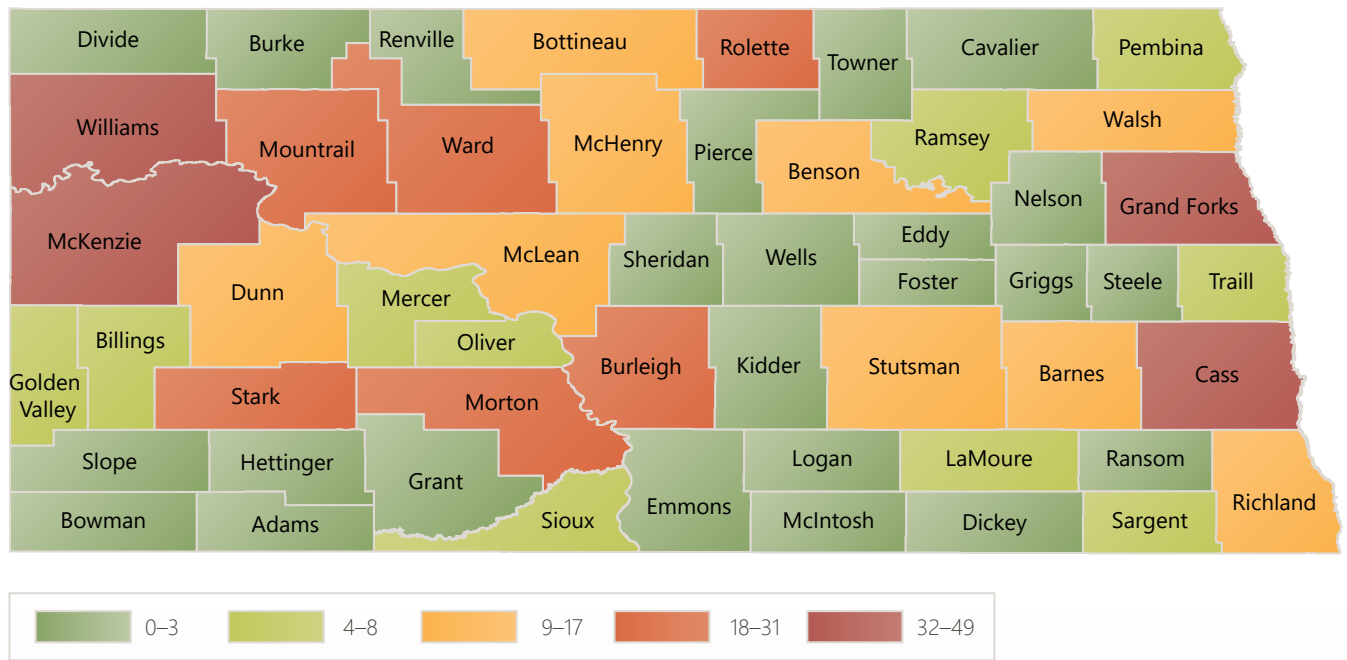 Divide
Burke
Renville
Bottineau
Rolette
Towner
Cavalier
Pembina
Williams
Mountrail
Ward
McHenry
Pierce
Benson
Ramsey
Walsh
Nelson
Grand Forks
McKenzie
Dunn
McLean
Mercer
Oliver
Sheridan
Wells
Eddy
Foster
Griggs
Steele
Traill
Golden
Valley
Billings
Stark
Morton
Burleigh
Kidder
Stutsman
Barnes
Cass
Slope
Hettinger
Grant
Logan
LaMoure
Ransom
Richland
Bowman
Adams
Sioux
Emmons
McIntosh
Dickey
Sargent
0–3
4–8
9–17
18–31
32–49